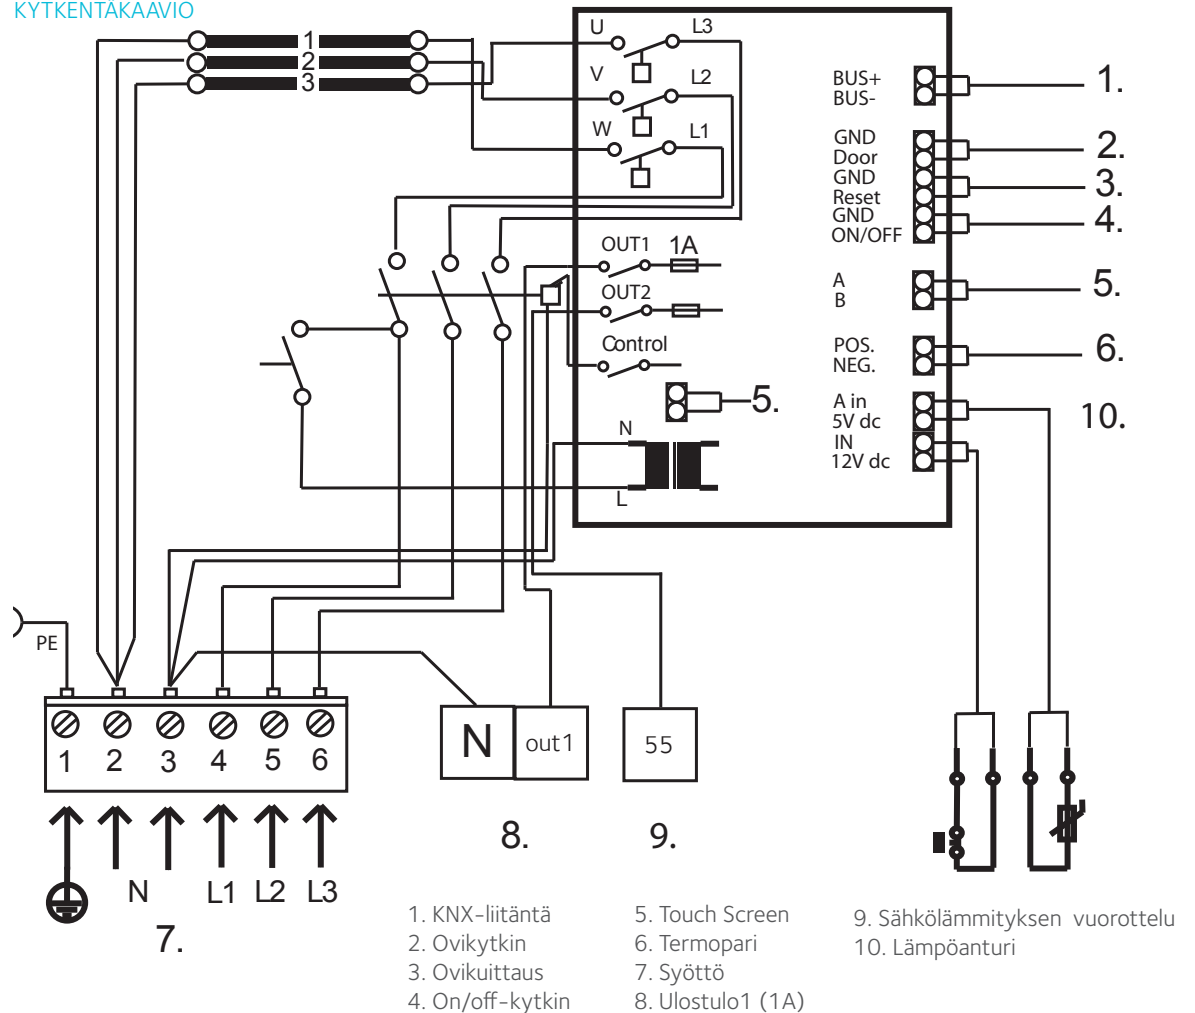 KYTKENTÄKAAVIO
1
2
3
U
L3
V
L2
W
L1
BUS+
BUS-
1.
GND
Door
2.
GND
Reset
3.
GND
ON/OFF
4.
OUT1 1A
OUT2
Control
A
B
5.
POS.
NEG.
6.
5.
A in
5V dc
10.
IN
12V dc
N
L
PE
1 2 3 4 5 6
N out1
55
N L1 L2 L3
7.
8.
9.
1. KNX-liitäntä
2. Ovikytkin
3. Ovikuittaus
4. On/off-kytkin
5. Touch Screen
6. Termopari
7. Syöttö
8. Ulostulo1 (1A)
9. Sähkölämmityksen vuorottelu
10. Lämpöanturi